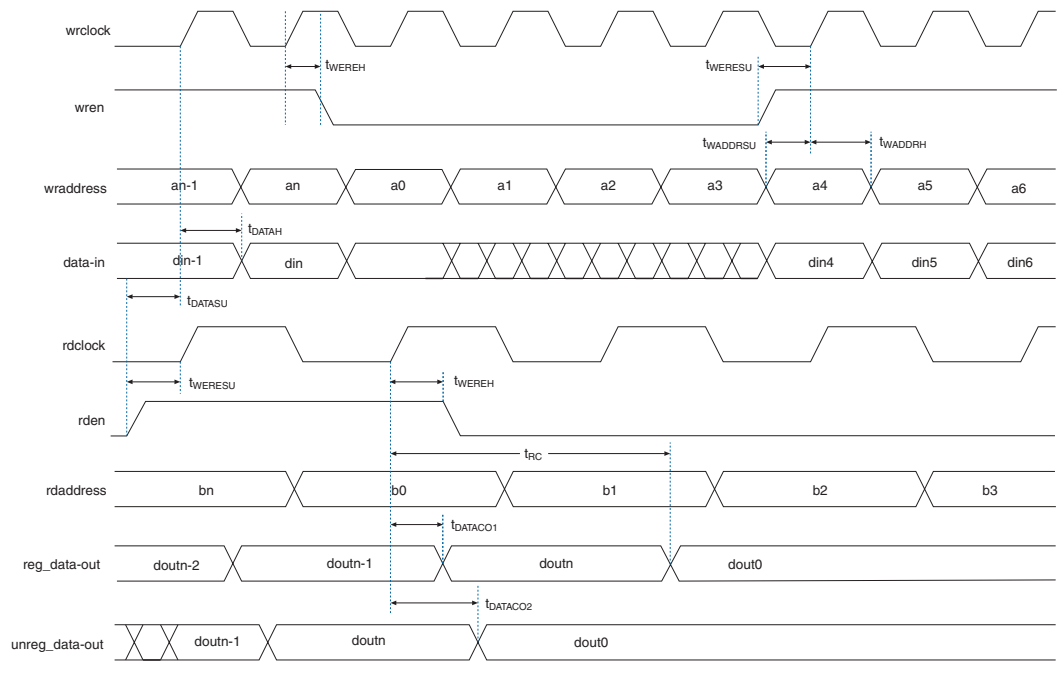 wrclock
tWEREH
tWERESU
wren
tWADDRSU
tWADDRH
wraddress an-1 an a0 a1 a2 a3 a4 a5 a6
tDATAH
data-in din-1 din din4 din5 din6
tDATASU
rdclock
tWERESU tWEREH
rden
tRC
rdaddress bn b0 b1 b2 b3
tDATACO1
reg_data-out doutn-2 doutn-1 doutn dout0
tDATACO2
unreg_data-out doutn-1 doutn dout0